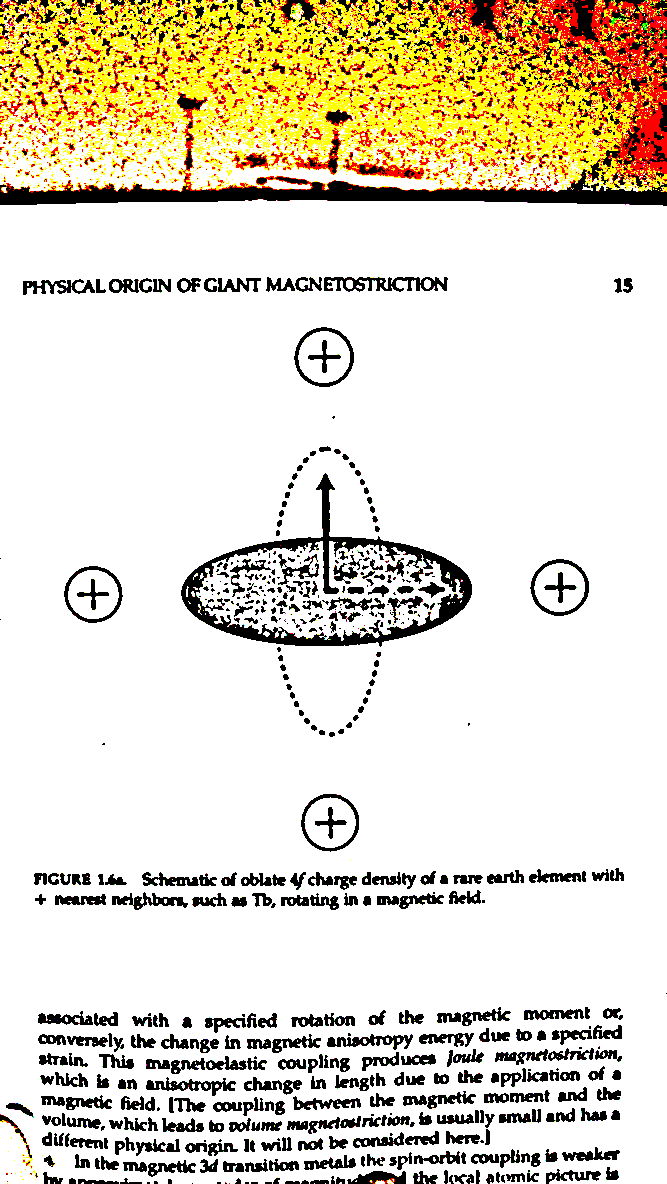 PHYSICAL ORIGIN OF GIANT MAGNETOSTRICTION 15
+
+ +
+
FIGURE 1.6a. Schematic of oblate 4f charge density of a rare earth element with
+ nearest neighbors, such as Tb, rotating in a magnetic field.
associated with a specified rotation of the magnetic moment or,
conversely, the change in magnetic anisotropy energy due to a specified
strain. This magnetoelastic coupling produces Joule magnetostriction,
which is an anisotropic change in length due to the application of a
magnetic field. [The coupling between the magnetic moment and the
volume, which leads to volume magnetostriction, is usually small and has a
different physical origin. It will not be considered here.]
In the magnetic 3d transition metals the spin-orbit coupling is weaker
by the local atomic picture is